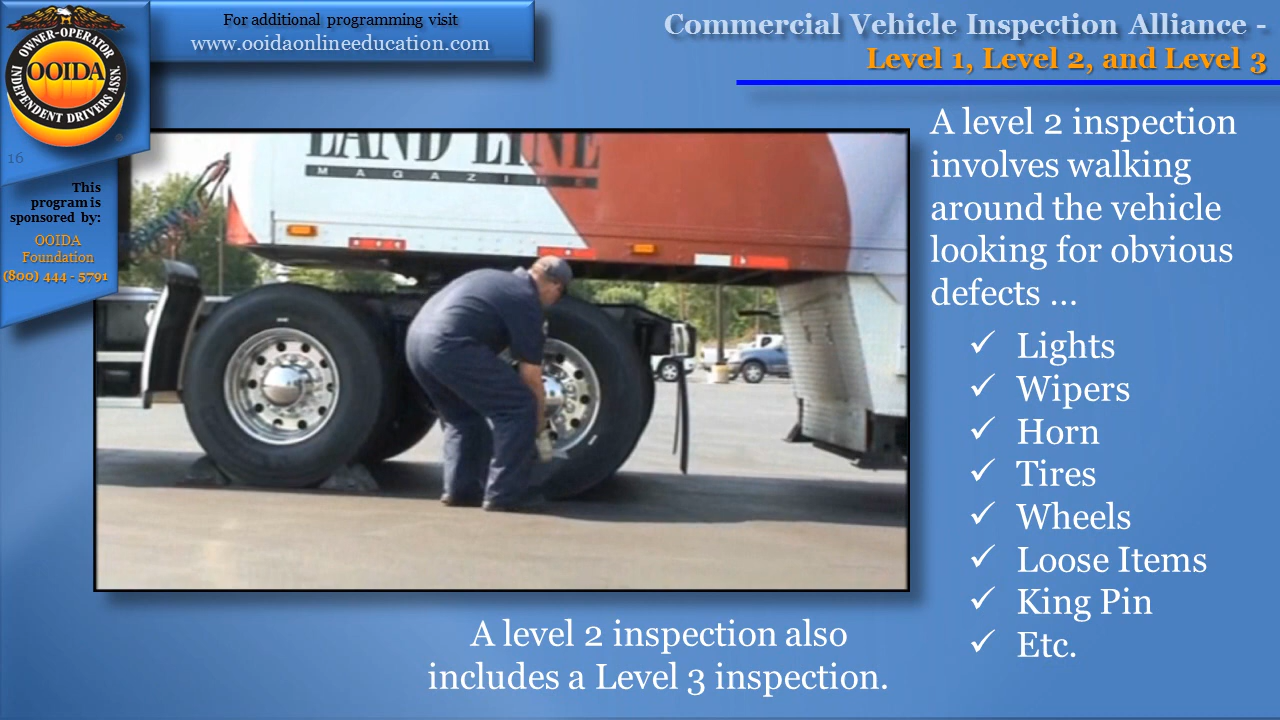 For additional programming visit
www.ooidaonlineeducation.com
Commercial Vehicle Inspection Alliance -
Level 1, Level 2, and Level 3
OWNER-OPERATOR
OOIDA
INDEPENDENT DRIVERS ASSN.
®
16
This
program is
sponsored by:
OOIDA
Foundation
(800) 444 - 5791
LAND LINE
MAGAZINE
A level 2 inspection
involves walking
around the vehicle
looking for obvious
defects ...
✓ Lights
✓ Wipers
✓ Horn
✓ Tires
✓ Wheels
✓ Loose Items
✓ King Pin
✓ Etc.
A level 2 inspection also
includes a Level 3 inspection.